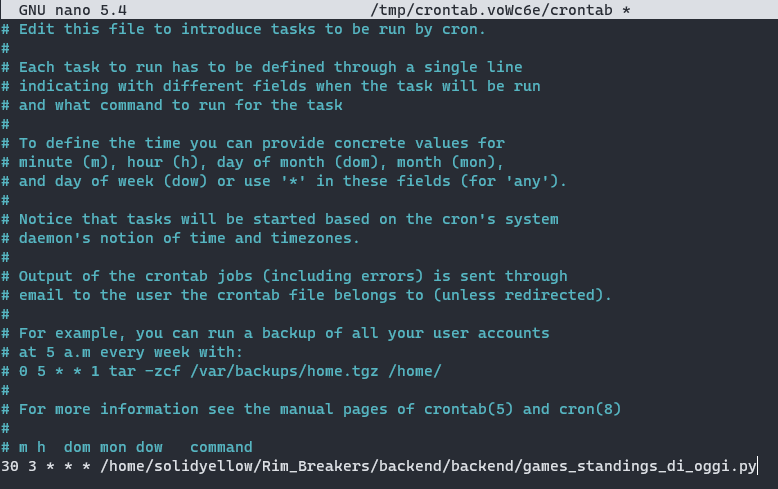 GNU nano 5.4 /tmp/crontab.voWc6e/crontab *
# Edit this file to introduce tasks to be run by cron.
#
# Each task to run has to be defined through a single line
# indicating with different fields when the task will be run
# and what command to run for the task
#
# To define the time you can provide concrete values for
# minute (m), hour (h), day of month (dom), month (mon),
# and day of week (dow) or use '*' in these fields (for 'any').
#
# Notice that tasks will be started based on the cron's system
# daemon's notion of time and timezones.
#
# Output of the crontab jobs (including errors) is sent through
# email to the user the crontab file belongs to (unless redirected).
#
# For example, you can run a backup of all your user accounts
# at 5 a.m every week with:
# 0 5 * * 1 tar -zcf /var/backups/home.tgz /home/
#
# For more information see the manual pages of crontab(5) and cron(8)
#
# m h  dom mon dow   command
30 3 * * * /home/solidyellow/Rim_Breakers/backend/backend/games_standings_di_oggi.py